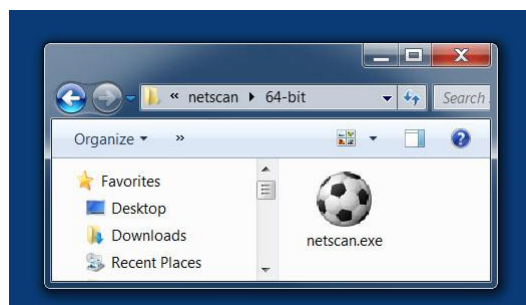 « netscan ▸ 64-bit
Search
Organize ▾ »
Favorites
Desktop
Downloads
Recent Places
netscan.exe